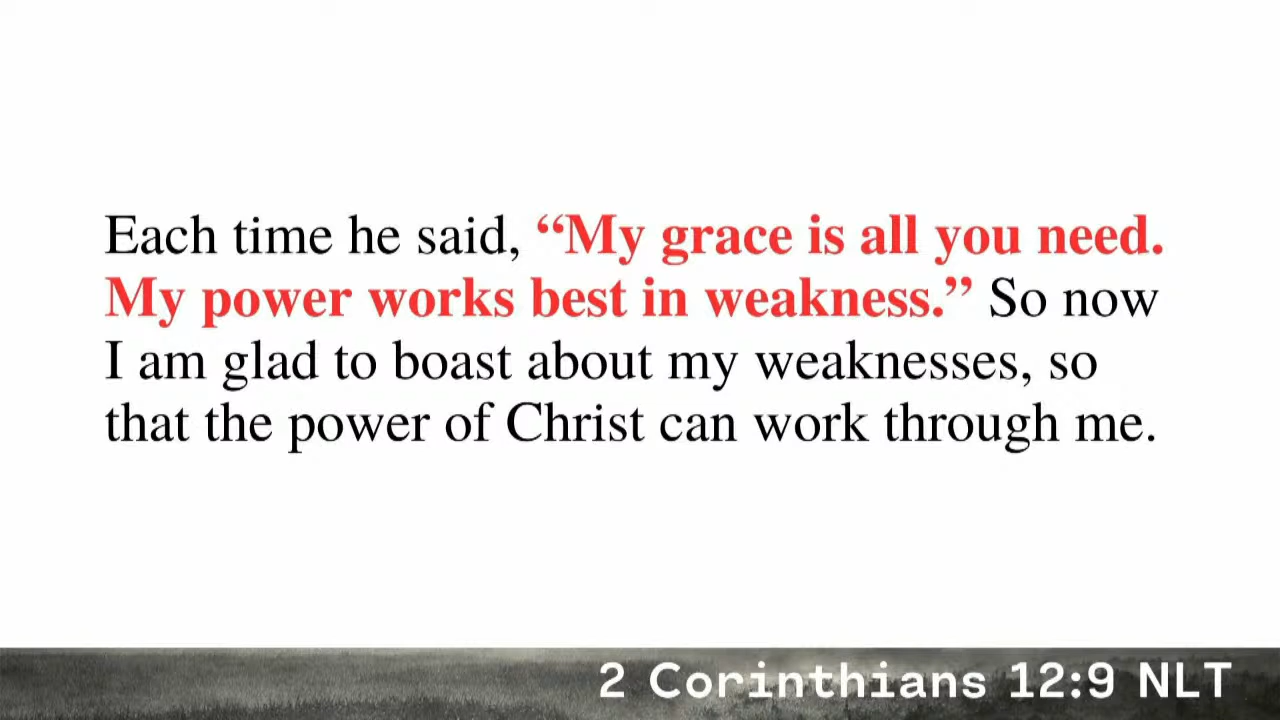 Each time he said, “My grace is all you need.
My power works best in weakness.” So now
I am glad to boast about my weaknesses, so
that the power of Christ can work through me.
2 Corinthians 12:9 NLT